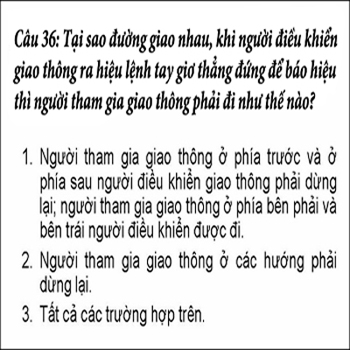 Câu 36: Tại sao đường giao nhau, khi người điều khiển
giao thông ra hiệu lệnh tay giơ thẳng đứng để báo hiệu
thì người tham gia giao thông phải đi như thế nào?
1. Người tham gia giao thông ở phía trước và ở
phía sau người điều khiển giao thông phải dừng
lại; người tham gia giao thông ở phía bên phải và
bên trái người điều khiển được đi.
2. Người tham gia giao thông ở các hướng phải
dừng lại.
3. Tất cả các trường hợp trên.